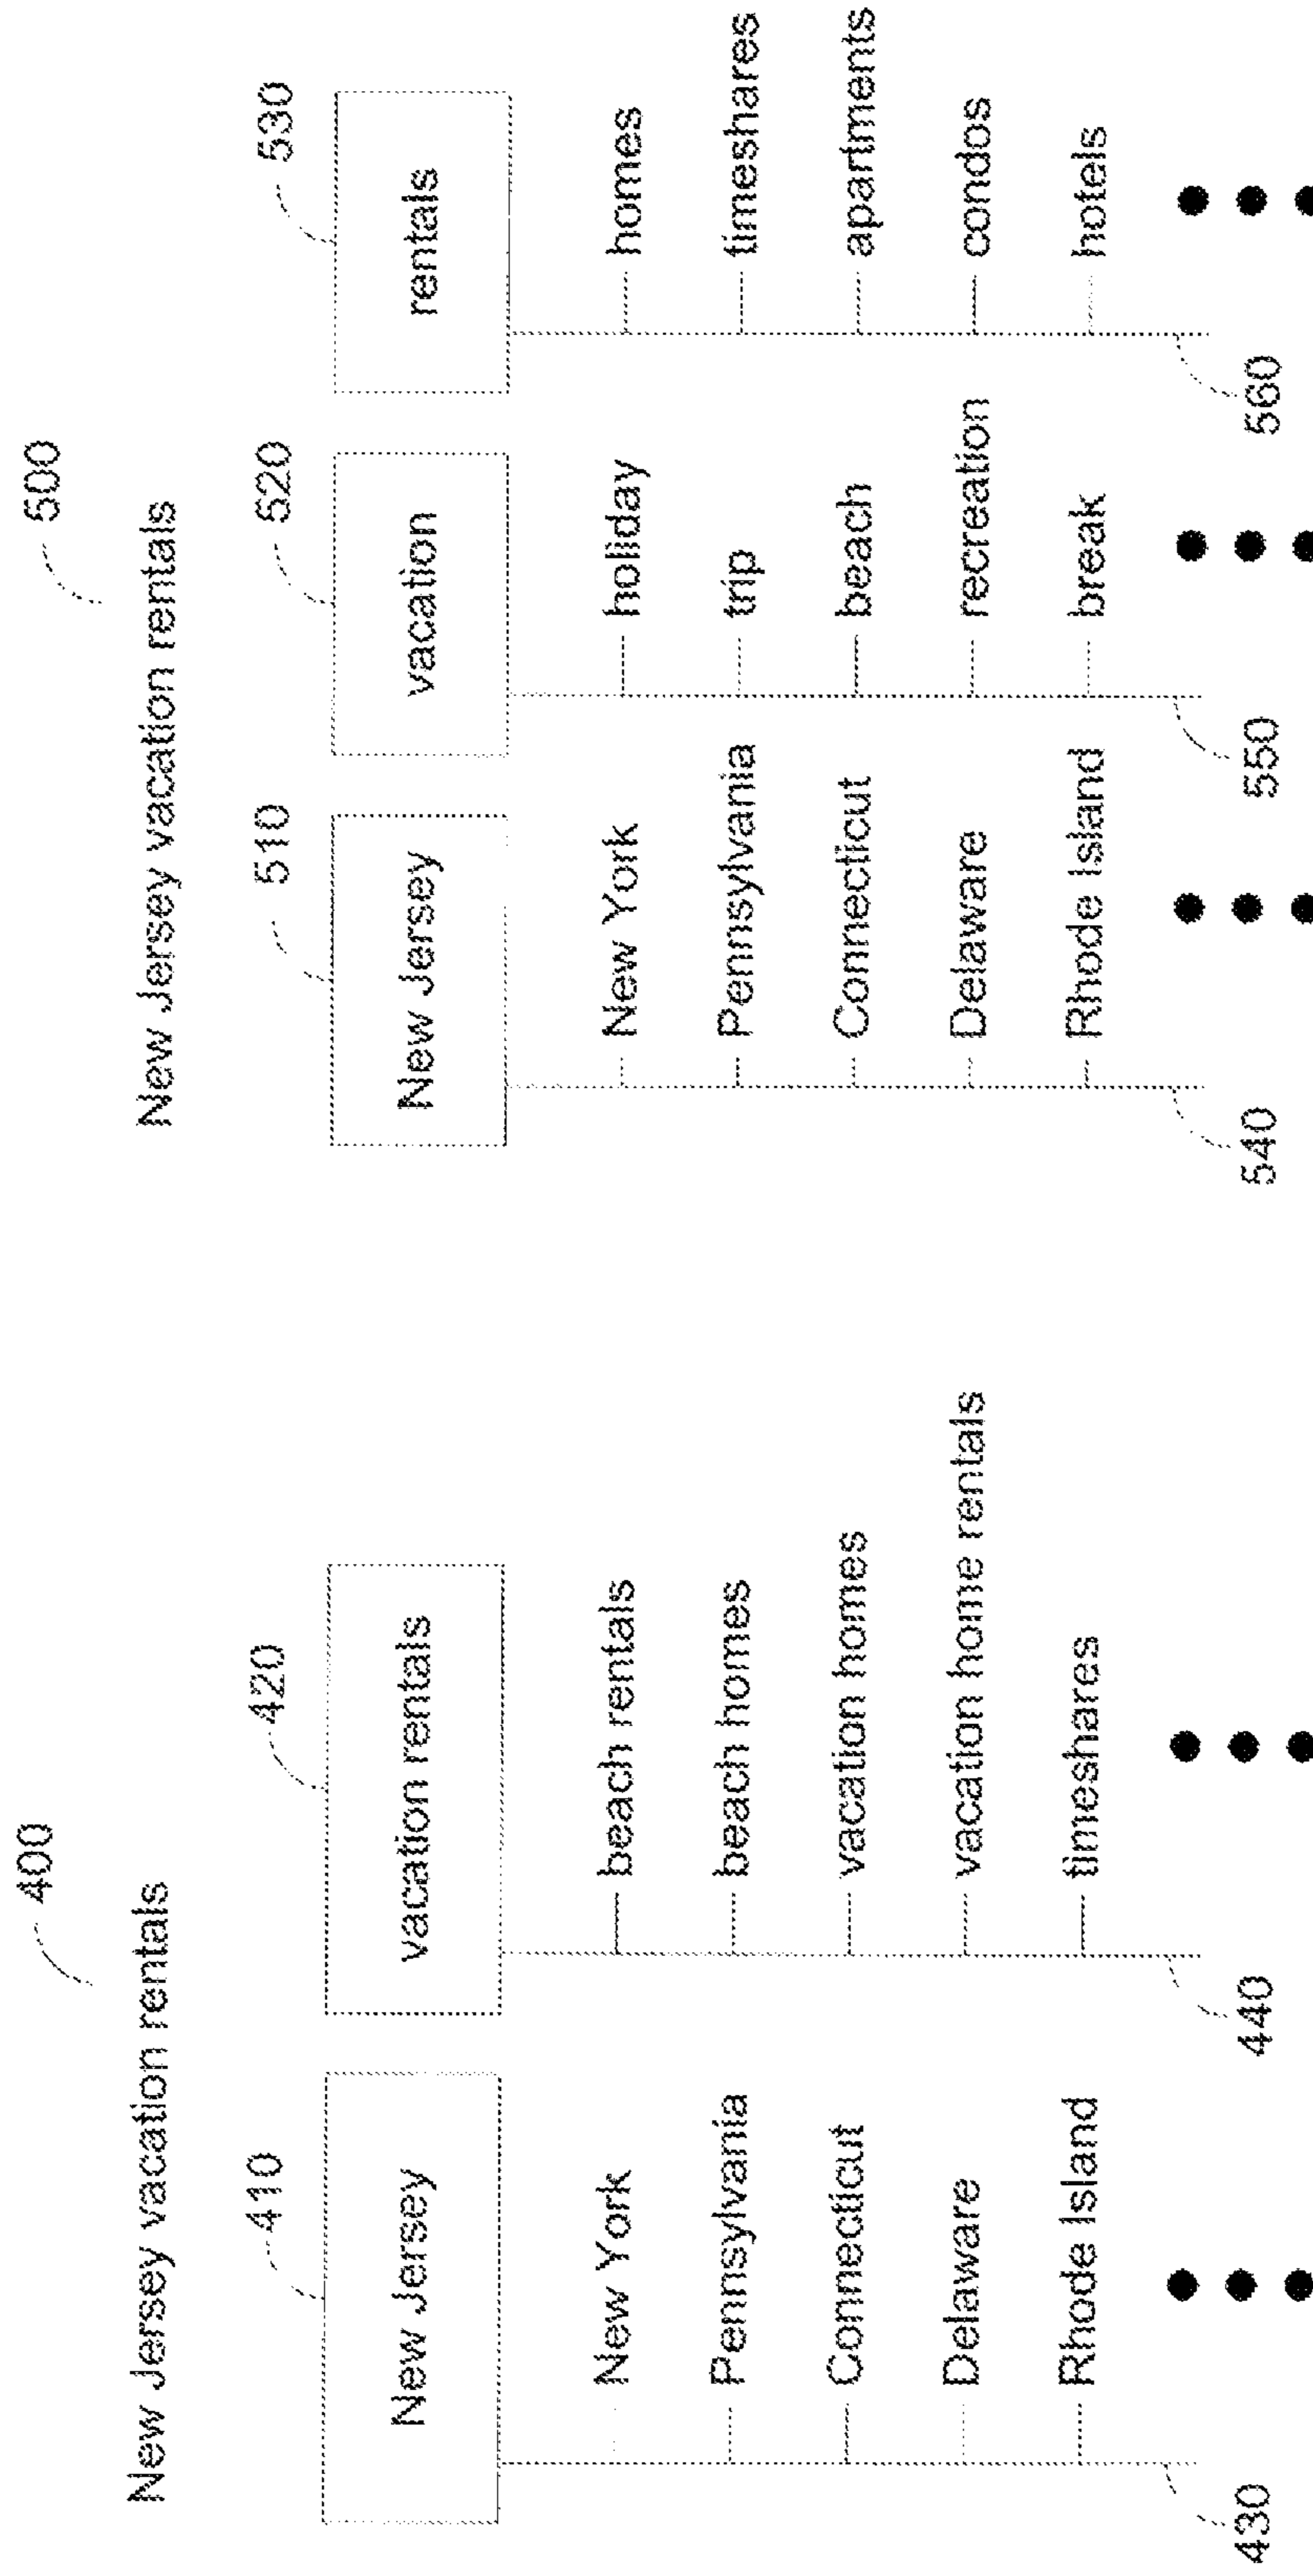 400
New Jersey vacation rentals
410
420
New Jersey
vacation rentals
New York
Pennsylvania
Connecticut
Delaware
Rhode Island
430
beach rentals
beach homes
vacation homes
vacation home rentals
timeshares
440
500
New Jersey vacation rentals
510
520
530
New Jersey
vacation
rentals
New York
Pennsylvania
Connecticut
Delaware
Rhode Island
540
holiday
trip
beach
recreation
break
550
homes
timeshares
apartments
condos
hotels
560